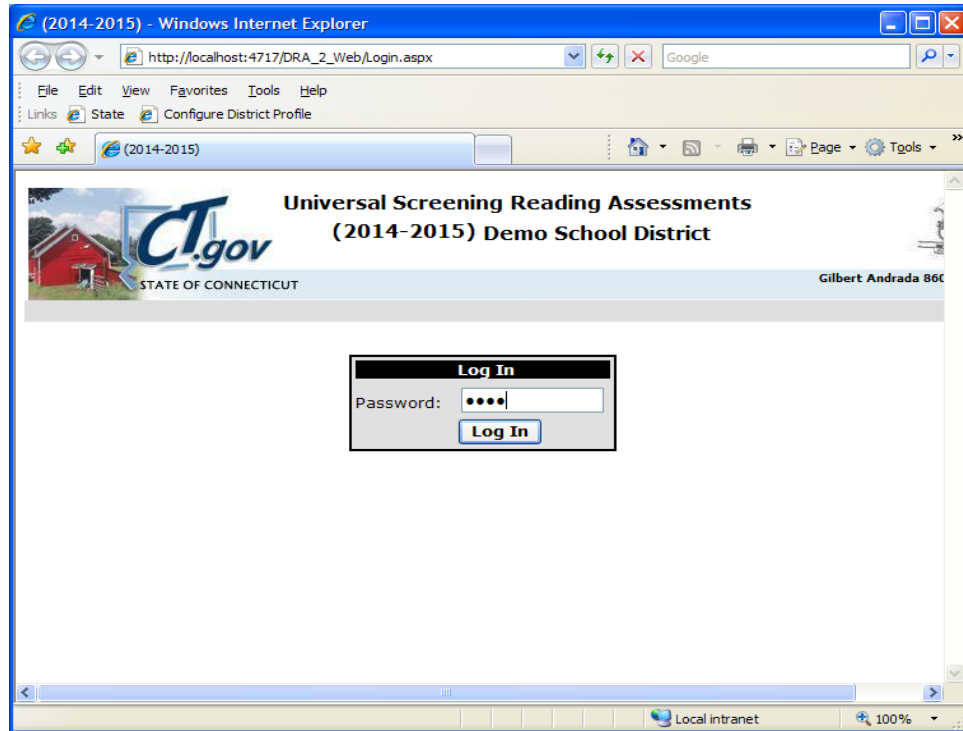 (2014-2015) - Windows Internet Explorer
http://localhost:4717/DRA_2_Web/Login.aspx
Google
File Edit View Favorites Tools Help
Links State Configure District Profile
(2014-2015)
Page Tools »
CT.gov
STATE OF CONNECTICUT
Universal Screening Reading Assessments
(2014-2015) Demo School District
Gilbert Andrada 860
Log In
Password: ••••
Log In
Local intranet 100%